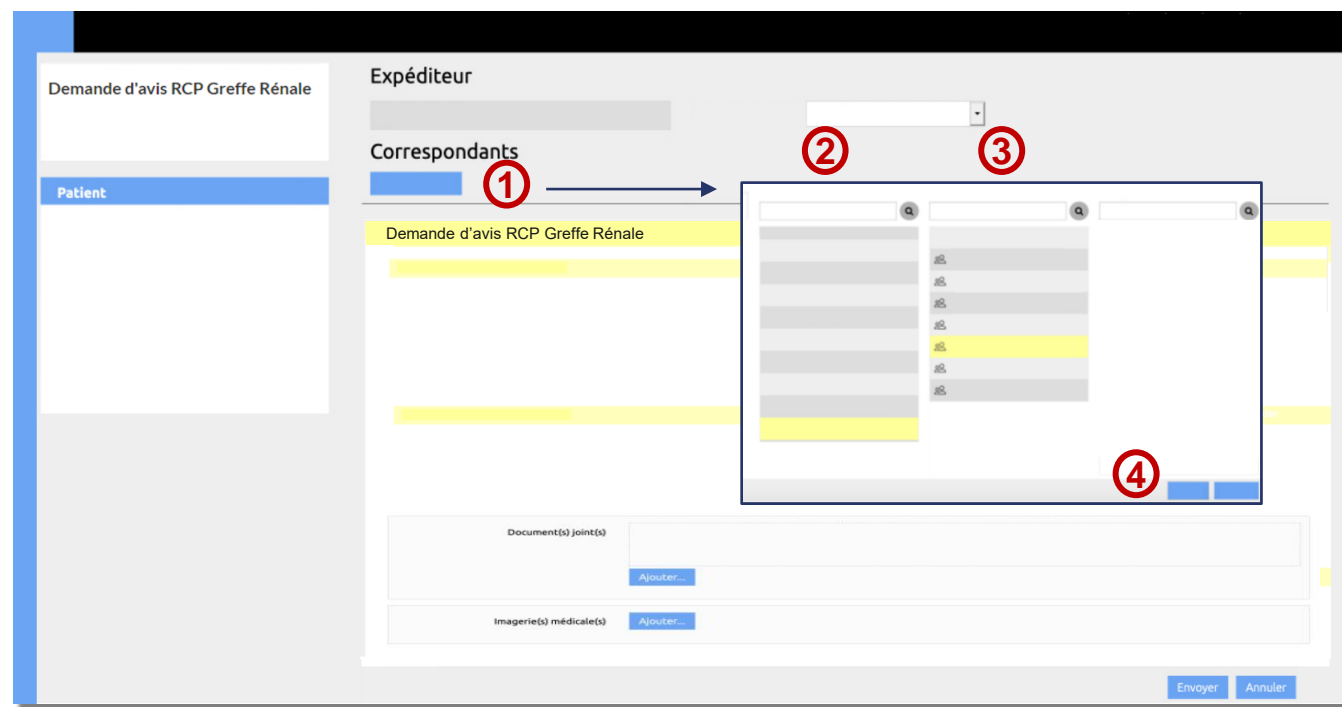 Demande d'avis RCP Greffe Rénale
Patient
Expéditeur
Correspondants
1
2
3
Demande d’avis RCP Greffe Rénale
4
Document(s) joint(s)
Ajouter...
Imagerie(s) médicale(s)
Ajouter...
Envoyer
Annuler